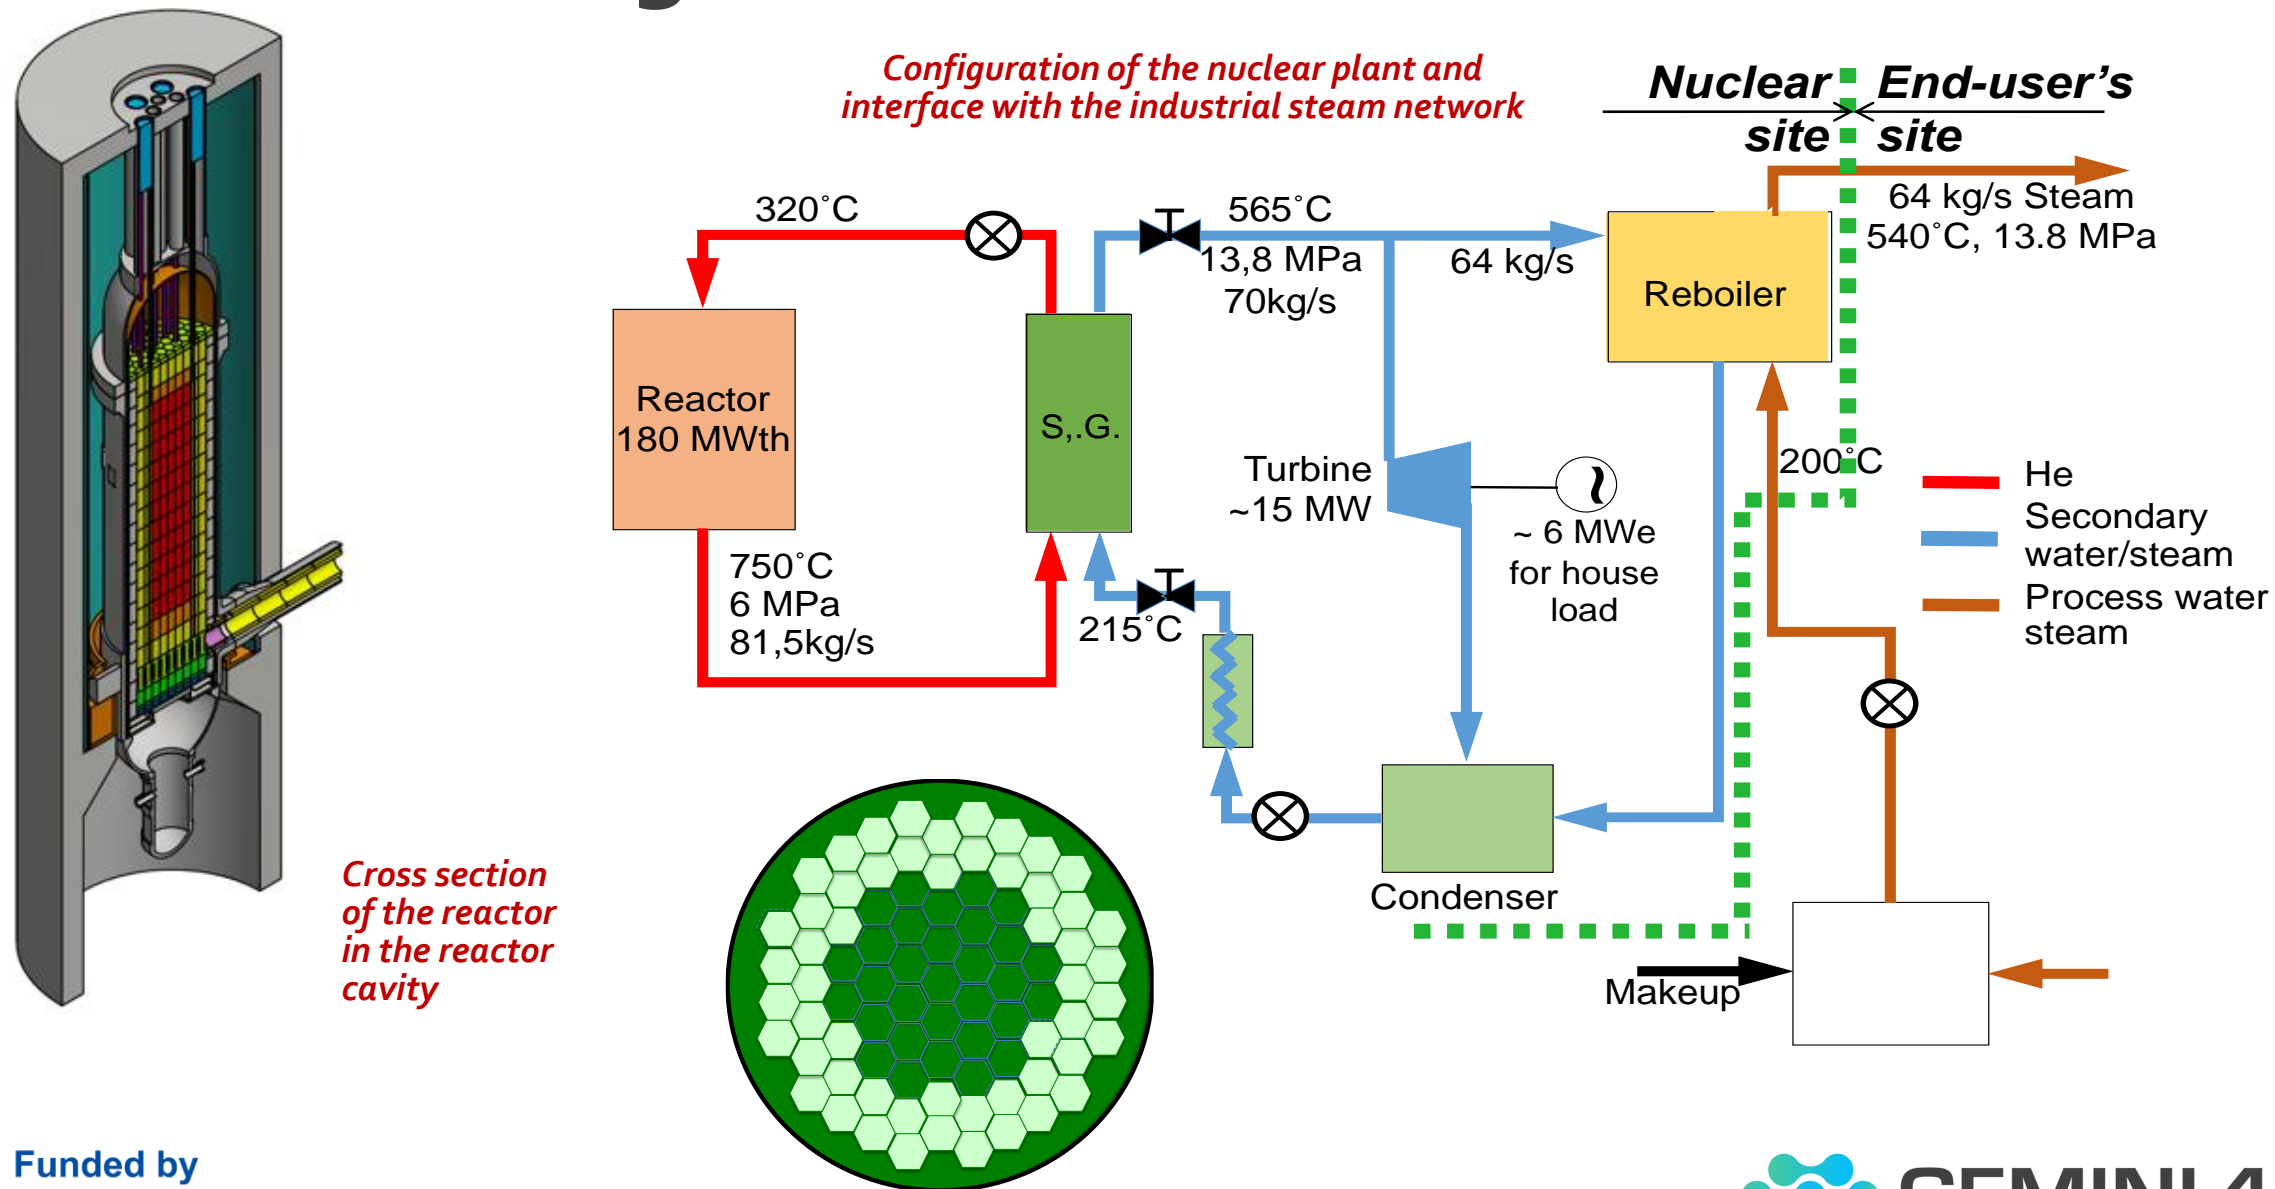 Configuration of the nuclear plant and
interface with the industrial steam network
Nuclear
site
End-user's
site
320°C
565°C
13,8 MPa
70kg/s
64 kg/s
64 kg/s Steam
540°C, 13.8 MPa
Reboiler
Reactor
180 MWth
S,.G.
Turbine
~15 MW
~ 6 MWe
for house
load
200°C
He
Secondary
water/steam
Process water
steam
750°C
6 MPa
81,5kg/s
215°C
Condenser
Makeup
Cross section
of the reactor
in the reactor
cavity
Funded by
GEMINI 4